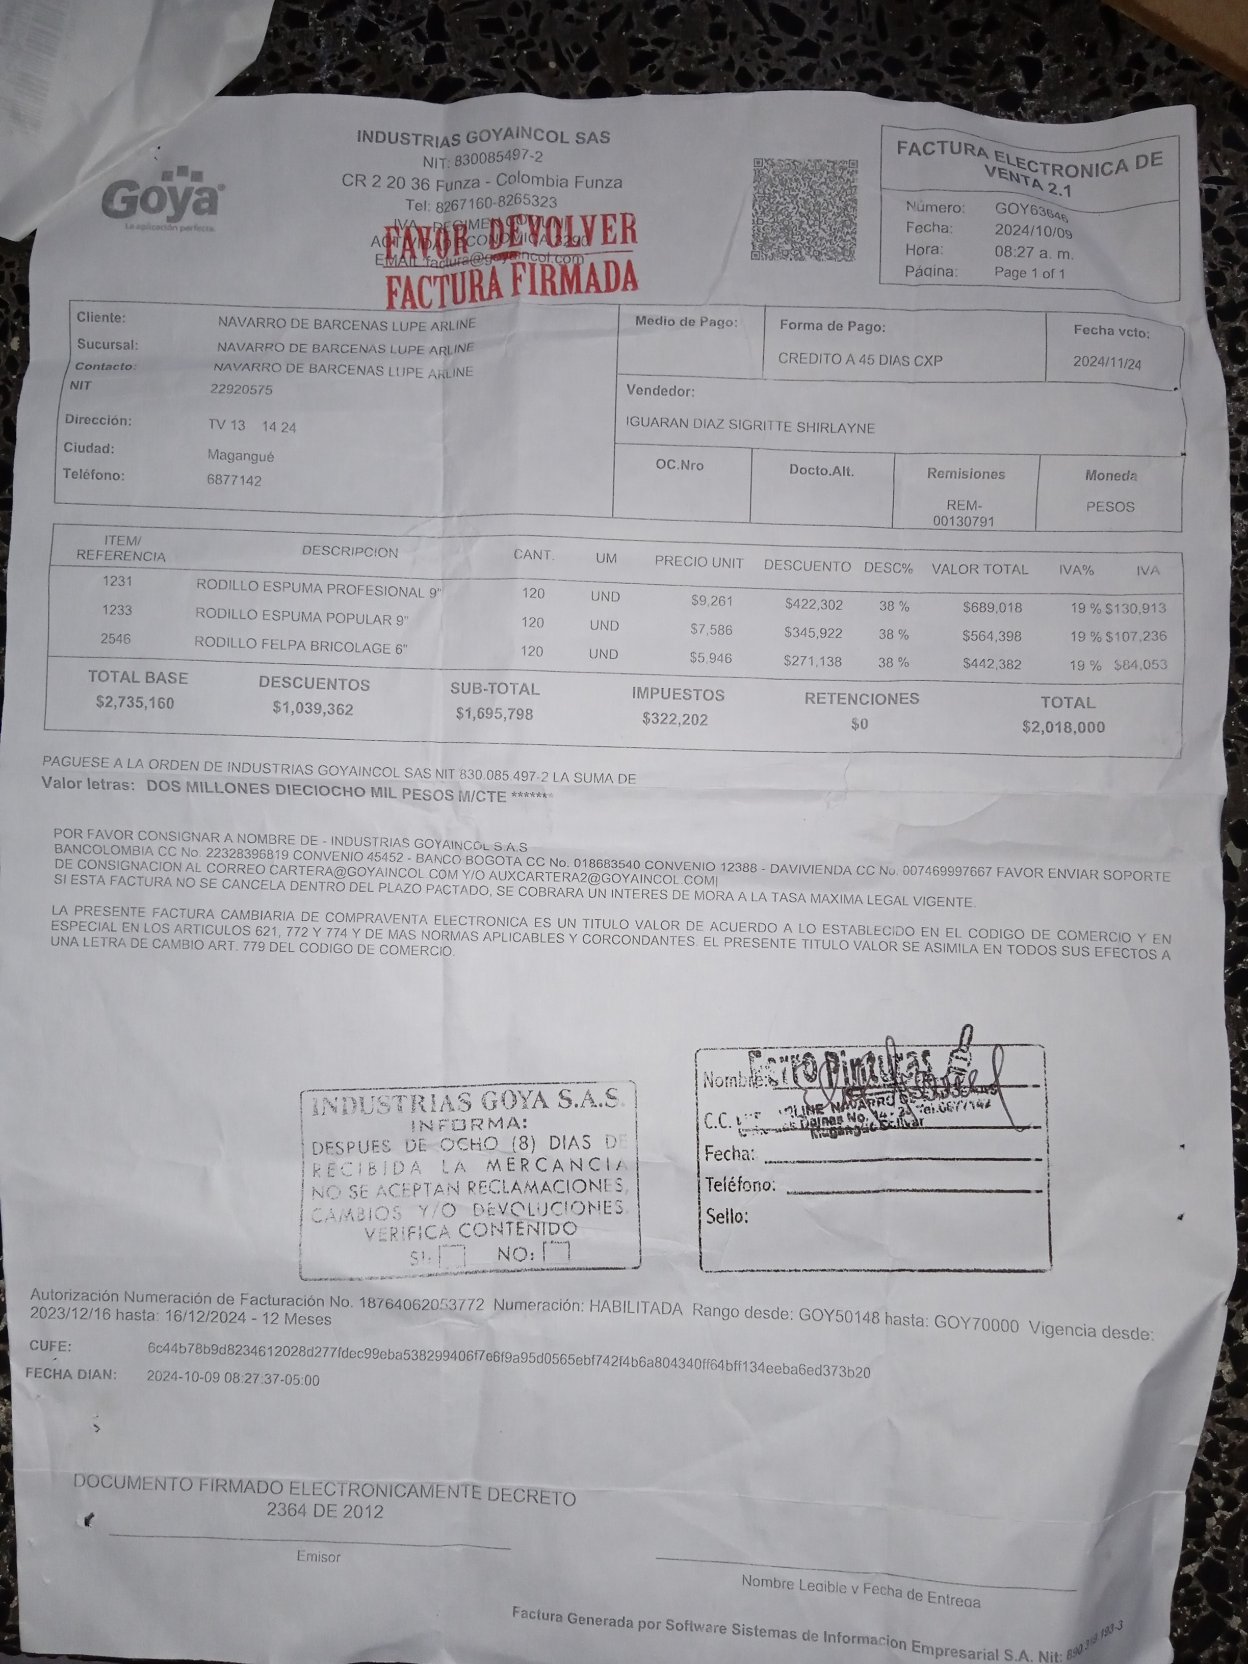 INDUSTRIAS GOYAINCOL SAS
NIT: 830085497-2
CR 2 20 36 Funza - Colombia Funza
Tel: 8267160-8265323
EMAIL factura@goyaincol.com
FAVOR DEVOLVER
FACTURA FIRMADA
Goya
La aplicación perfecta.
FACTURA ELECTRONICA DE
VENTA 2.1
Número: GOY63646
Fecha: 2024/10/09
Hora: 08:27 a. m.
Página: Page 1 of 1
Cliente: NAVARRO DE BARCENAS LUPE ARLINE
Sucursal: NAVARRO DE BARCENAS LUPE ARLINE
Contacto: NAVARRO DE BARCENAS LUPE ARLINE
NIT 22920575
Dirección: TV 13 14 24
Ciudad: Magangué
Teléfono: 6877142
Medio de Pago: Forma de Pago: Fecha vcto:
CREDITO A 45 DIAS CXP 2024/11/24
Vendedor:
IGUARAN DIAZ SIGRITTE SHIRLAYNE
OC.Nro Docto.Alt. Remisiones Moneda
REM-
00130791 PESOS
ITEM/
REFERENCIA DESCRIPCION CANT. UM PRECIO UNIT DESCUENTO DESC% VALOR TOTAL IVA% IVA
1231 RODILLO ESPUMA PROFESIONAL 9" 120 UND $9,261 $422,302 38 % $689,018 19 % $130,913
1233 RODILLO ESPUMA POPULAR 9" 120 UND $7,586 $345,922 38 % $564,398 19 % $107,236
2546 RODILLO FELPA BRICOLAGE 6" 120 UND $5,946 $271,138 38 % $442,382 19 % $84,053
TOTAL BASE DESCUENTOS SUB-TOTAL IMPUESTOS RETENCIONES TOTAL
$2,735,160 $1,039,362 $1,695,798 $322,202 $0 $2,018,000
PAGUESE A LA ORDEN DE INDUSTRIAS GOYAINCOL SAS NIT 830.085 497-2 LA SUMA DE
Valor letras: DOS MILLONES DIECIOCHO MIL PESOS M/CTE ******
POR FAVOR CONSIGNAR A NOMBRE DE - INDUSTRIAS GOYAINCOL S.A.S
BANCOLOMBIA CC No. 22328396819 CONVENIO 45452 - BANCO BOGOTA CC No. 018683540 CONVENIO 12388 - DAVIVIENDA CC No. 007469997667 FAVOR ENVIAR SOPORTE
DE CONSIGNACION AL CORREO CARTERA@GOYAINCOL.COM Y/O AUXCARTERA2@GOYAINCOL.COM|
SI ESTA FACTURA NO SE CANCELA DENTRO DEL PLAZO PACTADO, SE COBRARA UN INTERES DE MORA A LA TASA MAXIMA LEGAL VIGENTE.
LA PRESENTE FACTURA CAMBIARIA DE COMPRAVENTA ELECTRONICA ES UN TITULO VALOR DE ACUERDO A LO ESTABLECIDO EN EL CODIGO DE COMERCIO Y EN
ESPECIAL EN LOS ARTICULOS 621, 772 Y 774 Y DE MAS NORMAS APLICABLES Y CORCONDANTES. EL PRESENTE TITULO VALOR SE ASIMILA EN TODOS SUS EFECTOS A
UNA LETRA DE CAMBIO ART. 779 DEL CODIGO DE COMERCIO.
INDUSTRIAS GOYA S.A.S.
INFORMA:
DESPUES DE OCHO (8) DIAS DE
RECIBIDA LA MERCANCIA
NO SE ACEPTAN RECLAMACIONES,
CAMBIOS Y/O DEVOLUCIONES.
VERIFICA CONTENIDO
SI: NO:
Nombre: Ferro Pinturas
C.C. NAVARRO
Fecha:
Teléfono:
Sello:
Autorización Numeración de Facturación No. 18764062053772 Numeración: HABILITADA Rango desde: GOY50148 hasta: GOY70000 Vigencia desde:
2023/12/16 hasta: 16/12/2024 - 12 Meses
CUFE: 6c44b78b9d8234612028d277fdec99eba538299406f7e6f9a95d0565ebf742f4b6a804340ff64bff134eeba6ed373b20
FECHA DIAN: 2024-10-09 08:27:37-05:00
DOCUMENTO FIRMADO ELECTRONICAMENTE DECRETO
2364 DE 2012
Emisor
Nombre Legible y Fecha de Entrega
Factura Generada por Software Sistemas de Informacion Empresarial S.A. Nit: